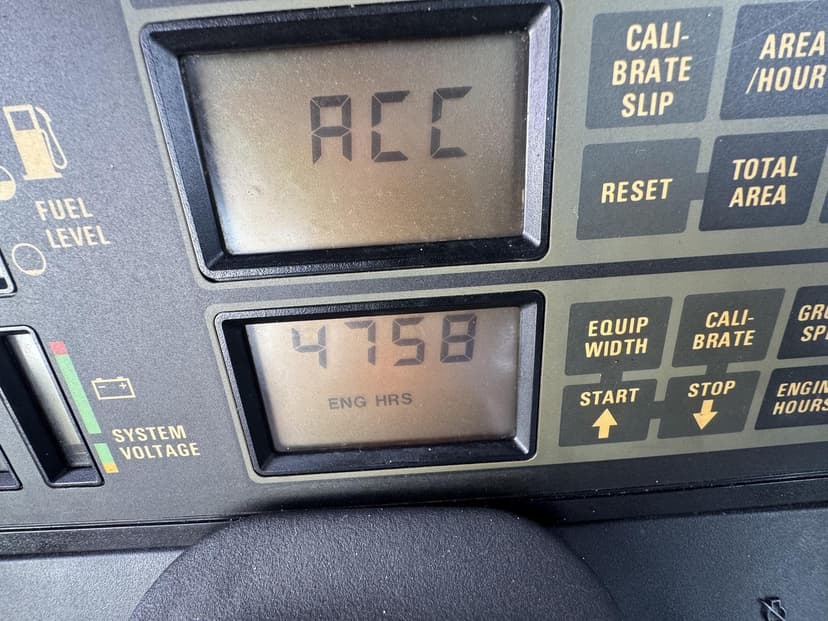 ACC
CALI-
BRATE
SLIP
AREA
/HOUR
RESET
TOTAL
AREA
FUEL
LEVEL
4758
ENG HRS
EQUIP
WIDTH
CALI-
BRATE
START
STOP
HOURS
SYSTEM
VOLTAGE